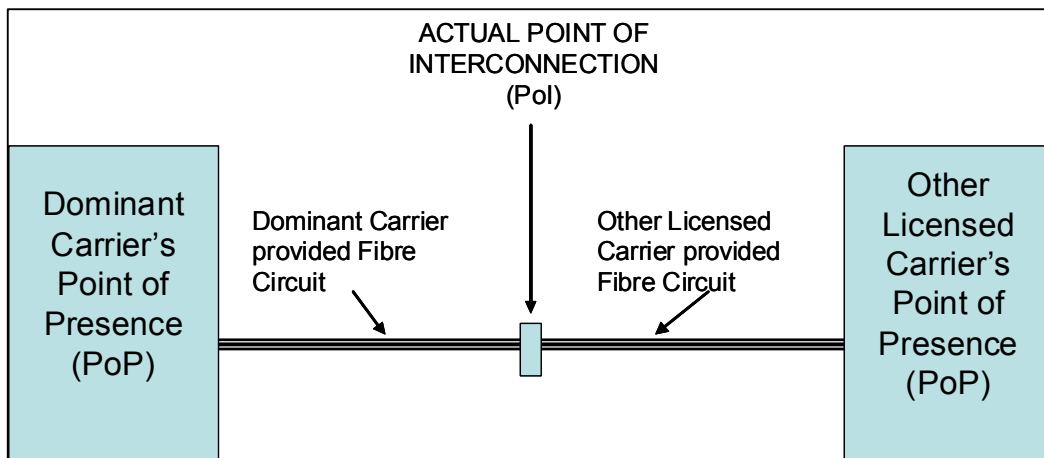 ACTUAL POINT OF
INTERCONNECTION
(PoI)
Dominant
Carrier’s
Point of
Presence
(PoP)
Dominant Carrier
provided Fibre
Circuit
Other Licensed
Carrier provided
Fibre Circuit
Other
Licensed
Carrier’s
Point of
Presence
(PoP)